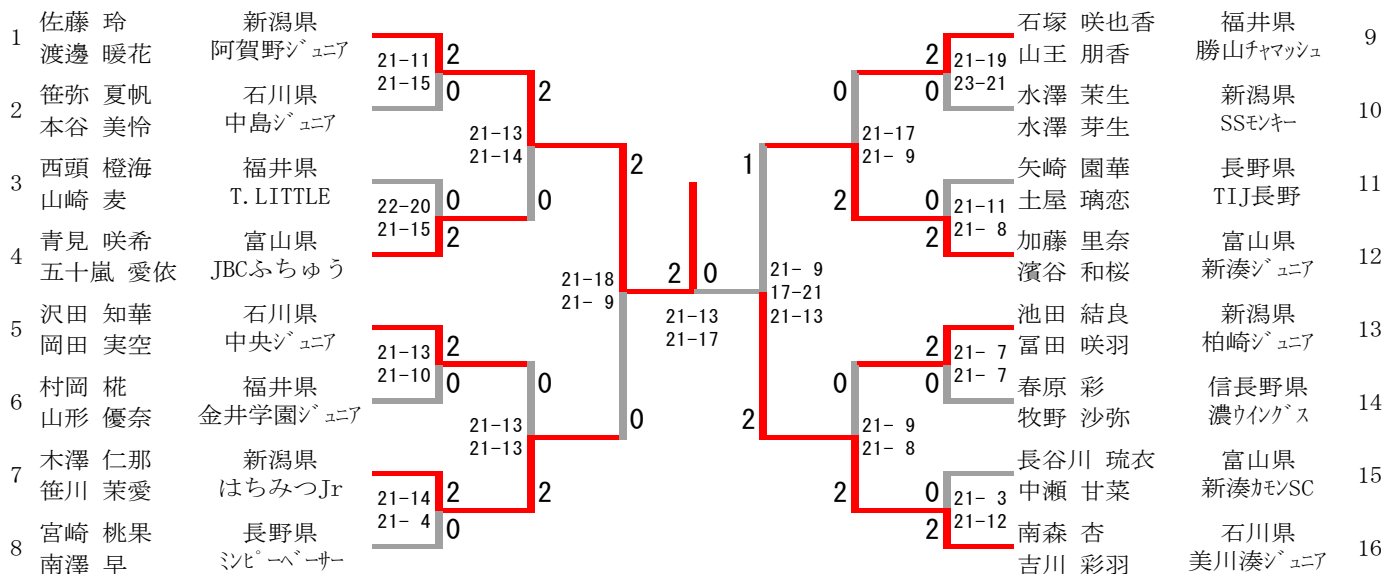 1 佐藤 玲 新潟県
渡邊 暖花 阿賀野ジュニア
21-11 2
21-15 0
2 笹弥 夏帆 石川県
本谷 美怜 中島ジュニア
21-13 2
21-14 0
3 西頭 橙海 福井県
山崎 麦 T.LITTLE
22-20 0
21-15 2
4 青見 咲希 富山県
五十嵐 愛依 JBCふちゅう
21-18 2
21- 9 0
5 沢田 知華 石川県
岡田 実空 中央ジュニア
21-13 2
21-10 0
6 村岡 椛 福井県
山形 優奈 金井学園ジュニア
21-13 0
21-13 2
7 木澤 仁那 新潟県
笹川 茉愛 はちみつJr
21-14 2
21- 4 0
8 宮崎 桃果 長野県
南澤 早 ミンピーベーサー
2 0
21-13
21-17
石塚 咲也香 福井県 9
山王 朋香 勝山チャマッシュ
2 21-19
0 23-21
水澤 茉生 新潟県 10
水澤 芽生 SSモンキー
0 21-17
2 21- 9
矢崎 園華 長野県 11
土屋 璃恋 TIJ長野
0 21-11
2 21- 8
加藤 里奈 富山県 12
濱谷 和桜 新湊ジュニア
1 21- 9
17-21
2 21-13
池田 結良 新潟県 13
冨田 咲羽 柏崎ジュニア
2 21- 7
0 21- 7
春原 彩 信長野県 14
牧野 沙弥 濃ウイングス
0 21- 9
2 21- 8
長谷川 琉衣 富山県 15
中瀬 甘菜 新湊カモンSC
0 21- 3
2 21-12
南森 杏 石川県 16
吉川 彩羽 美川湊ジュニア